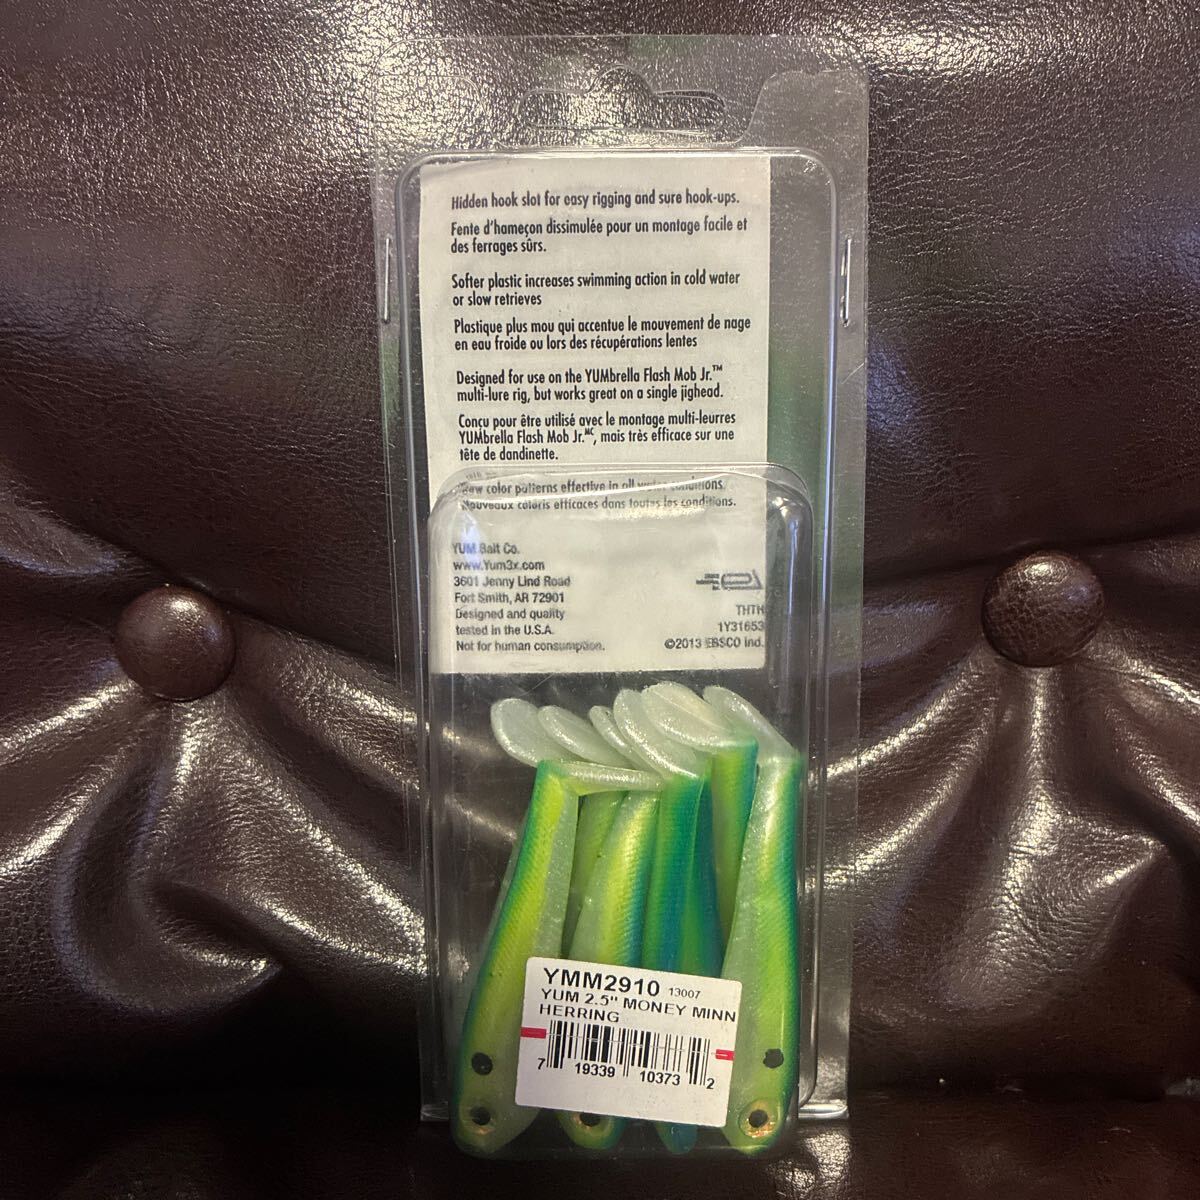 Hidden hook slot for easy rigging and sure hook-ups.
Fente d'hameçon dissimulée pour un montage facile et
des ferrages sûrs.
Softer plastic increases swimming action in cold water
or slow retrieves
Plastique plus mou qui accentue le mouvement de nage
en eau froide ou lors des récupérations lentes
Designed for use on the YUMbrella Flash Mob Jr.™
multi-lure rig, but works great on a single jighead.
Concu pour être utilisé avec le montage multi-leurres
YUMbrella Flash Mob Jr.ᴹᶜ, mais très efficace sur une
tête de dandinette.
New color patterns effective in all water conditions.
Nouveaux coloris efficaces dans toutes les conditions.
YUM Bait Co.
www.Yum3x.com
3601 Jenny Lind Road
Fort Smith, AR 72901
Designed and quality
tested in the U.S.A.
Not for human consumption.
THTH
1Y31653
©2013 EBSCO Ind.
YMM2910 13007
YUM 2.5" MONEY MINN
HERRING
7 19339 10373 2